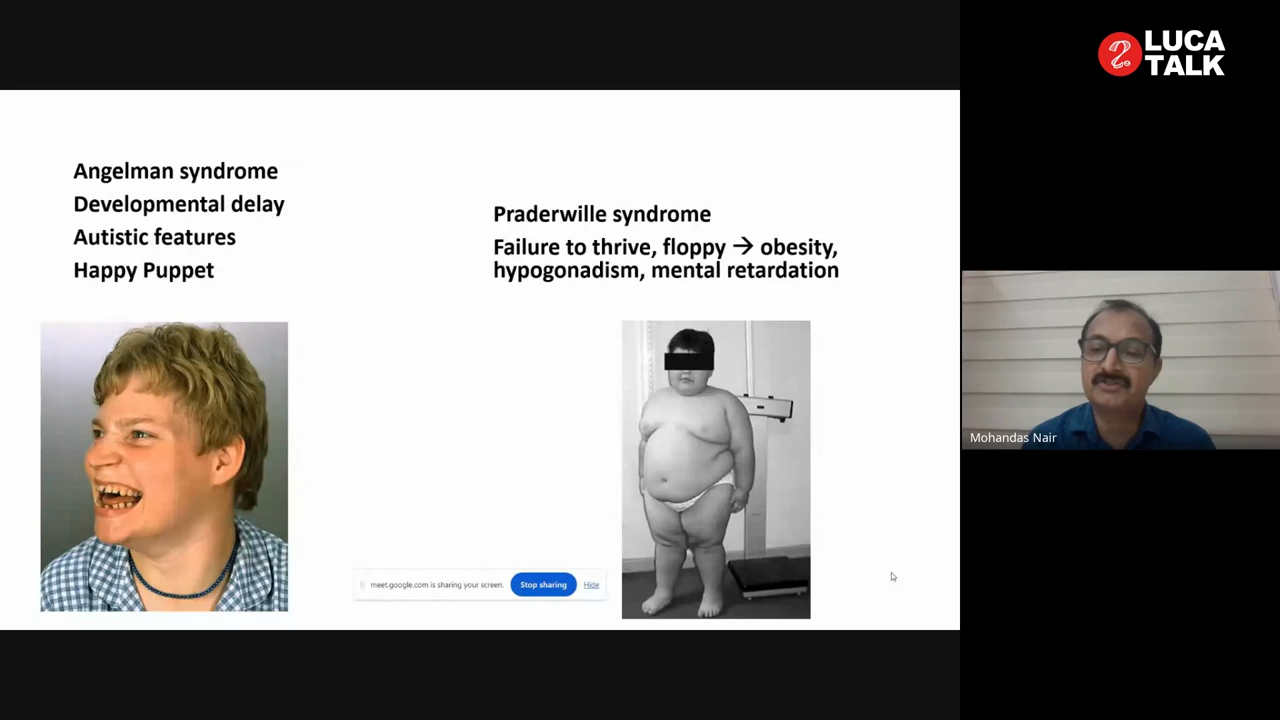 LUCA
TALK
Angelman syndrome
Developmental delay
Autistic features
Happy Puppet
Praderwille syndrome
Failure to thrive, floppy → obesity,
hypogonadism, mental retardation
meet.google.com is sharing your screen.
Stop sharing
Hide
Mohandas Nair